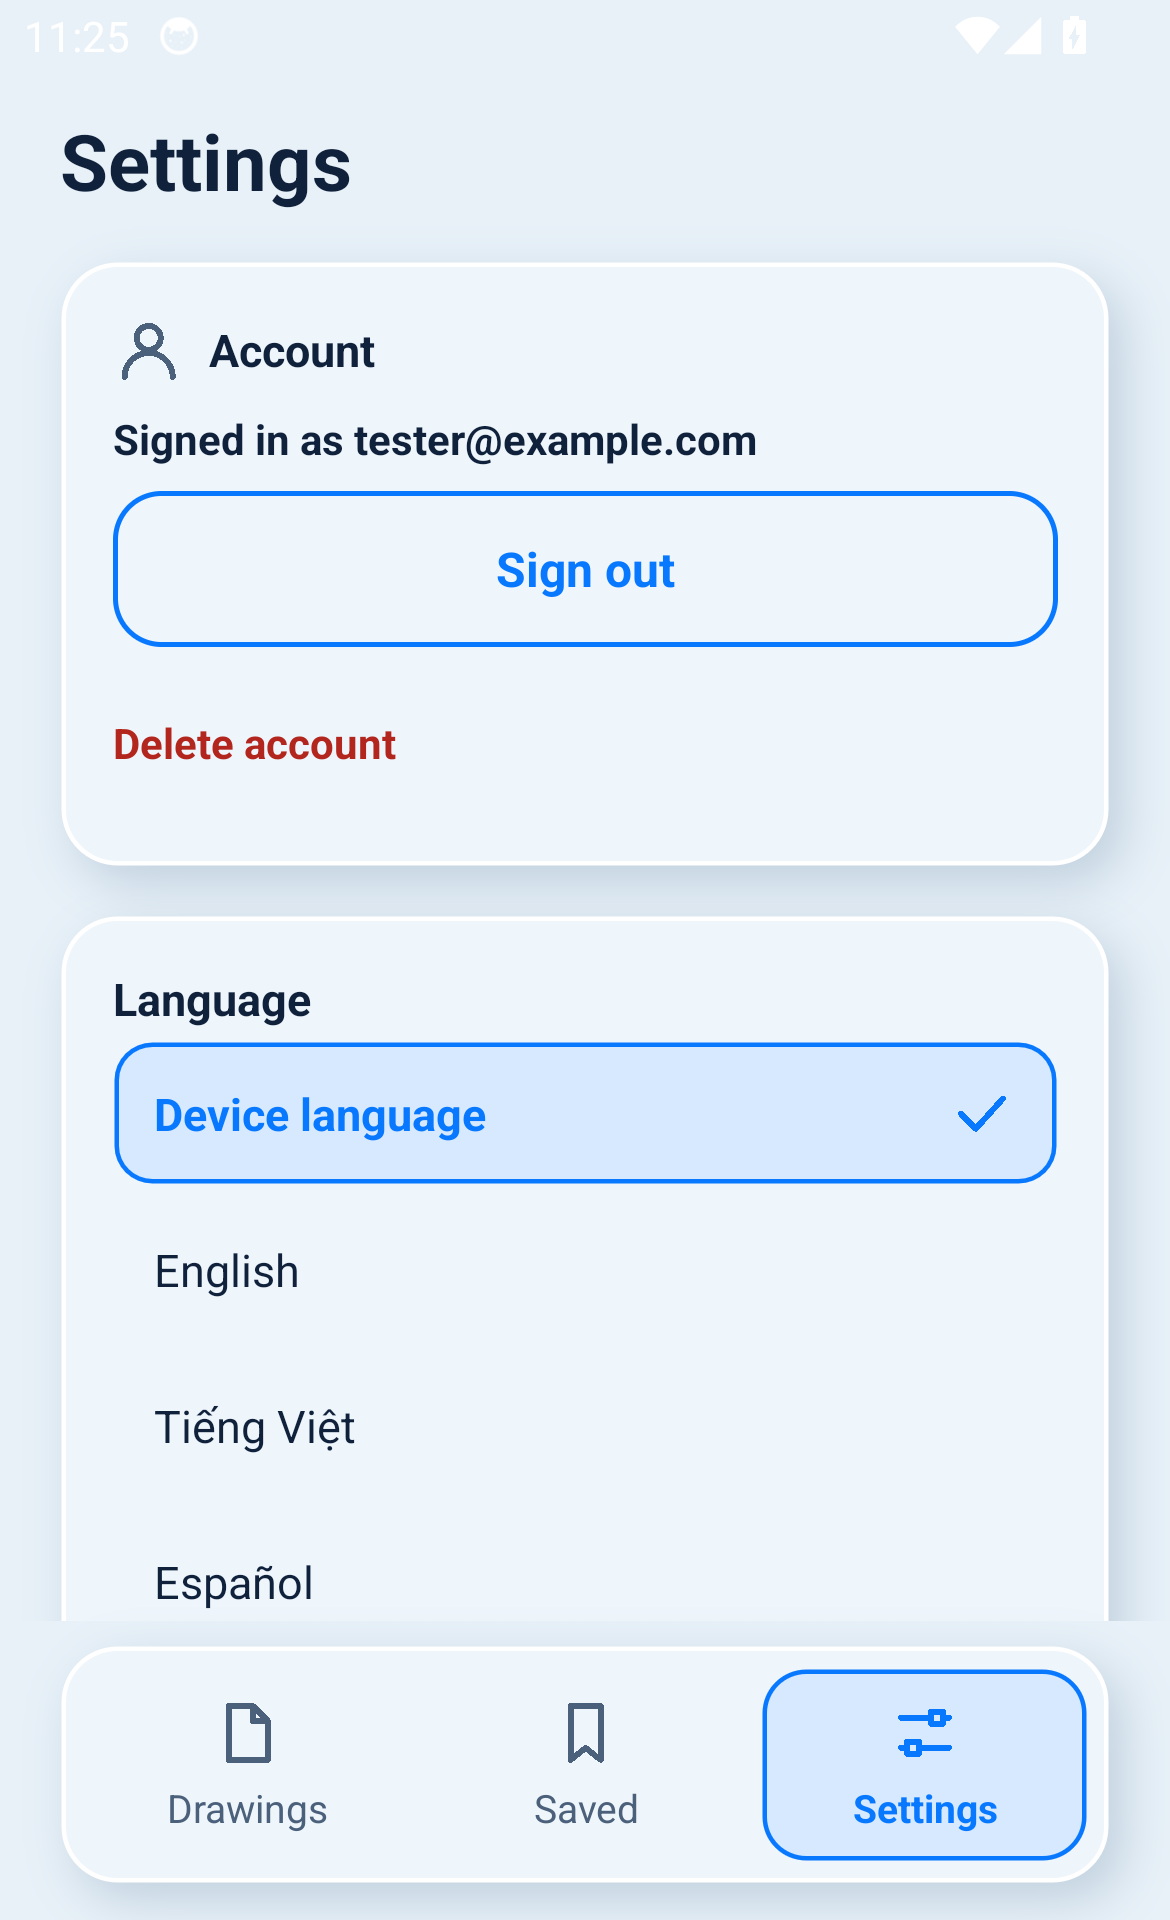 11:25
Settings
Account
Signed in as tester@example.com
Sign out
Delete account
Language
Device language
English
Tiếng Việt
Español
Drawings
Saved
Settings